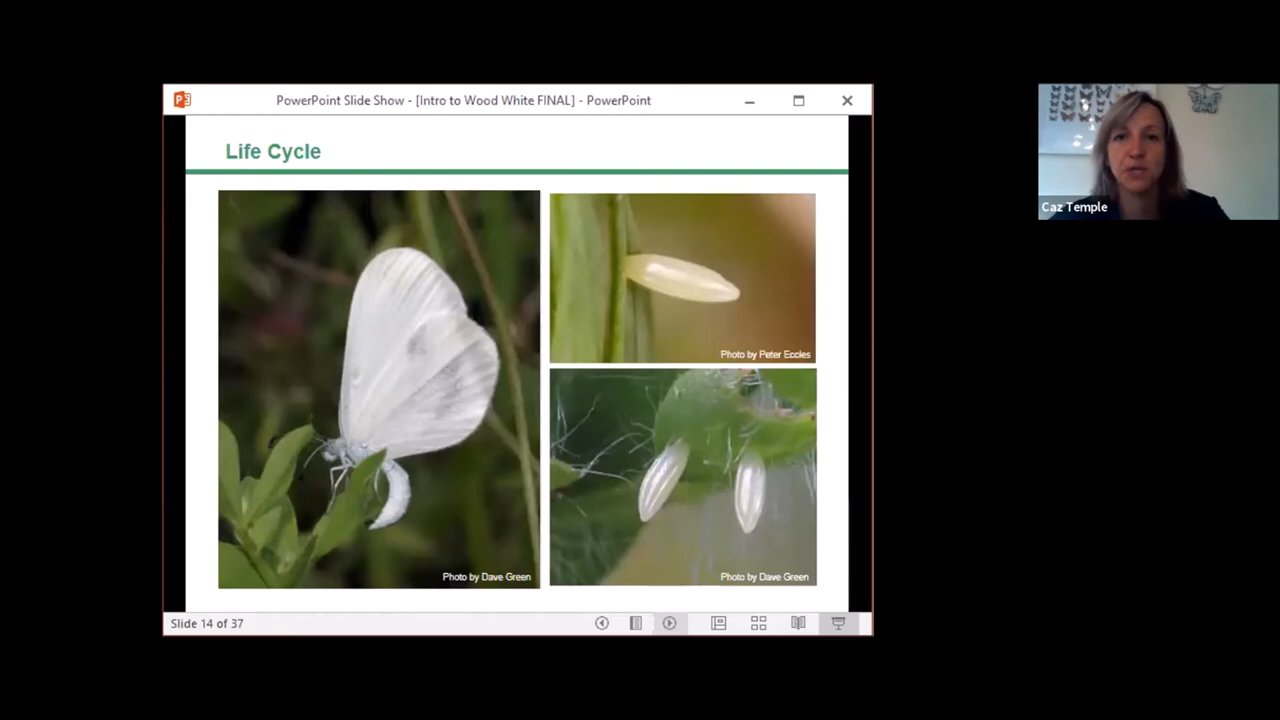 PowerPoint Slide Show - [Intro to Wood White FINAL] - PowerPoint
Life Cycle
Photo by Peter Eccles
Photo by Dave Green
Photo by Dave Green
Slide 14 of 37
Caz Temple